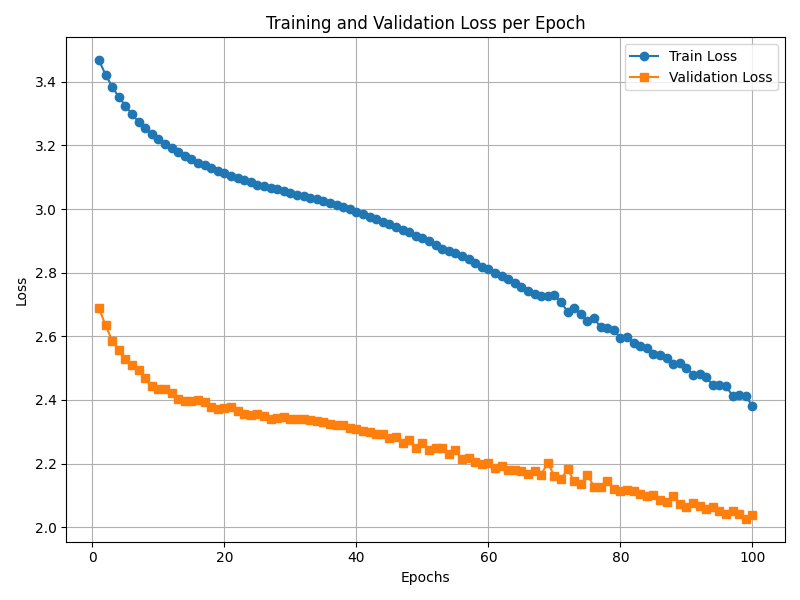 Training and Validation Loss per Epoch
Train Loss
Validation Loss
Loss
3.4
3.2
3.0
2.8
2.6
2.4
2.2
2.0
0 20 40 60 80 100
Epochs